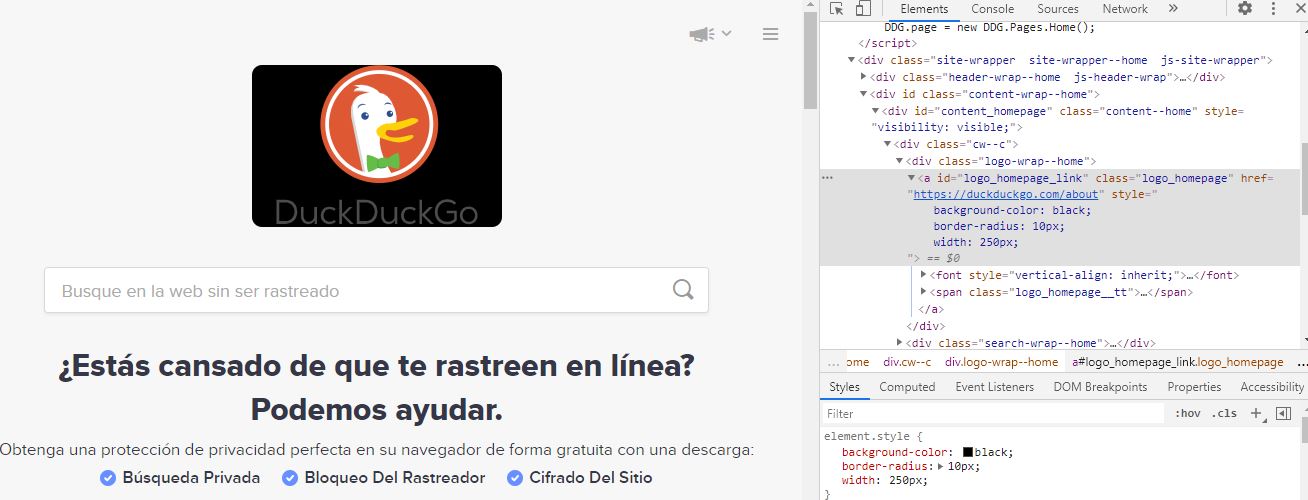 DuckDuckGo
Busque en la web sin ser rastreado
¿Estás cansado de que te rastreen en línea?
Podemos ayudar.
Obtenga una protección de privacidad perfecta en su navegador de forma gratuita con una descarga:
Búsqueda Privada Bloqueo Del Rastreador Cifrado Del Sitio
Elements Console Sources Network »
DDG.page = new DDG.Pages.Home();
</script>
▼<div class="site-wrapper  site-wrapper--home  js-site-wrapper">
▶<div class="header-wrap--home  js-header-wrap">…</div>
▼<div id class="content-wrap--home">
▼<div id="content_homepage" class="content--home" style=
"visibility: visible;">
▼<div class="cw--c">
▼<div class="logo-wrap--home">
… ▼<a id="logo_homepage_link" class="logo_homepage" href=
"https://duckduckgo.com/about" style="
background-color: black;
border-radius: 10px;
width: 250px;
"> == $0
▶<font style="vertical-align: inherit;">…</font>
▶<span class="logo_homepage__tt">…</span>
</a>
</div>
▶<div class="search-wrap--home">…</div>
… ome div.cw--c div.logo-wrap--home a#logo_homepage_link.logo_homepage …
Styles Computed Event Listeners DOM Breakpoints Properties Accessibility
Filter :hov .cls +
element.style {
background-color: black;
border-radius: ▶ 10px;
width: 250px;
}